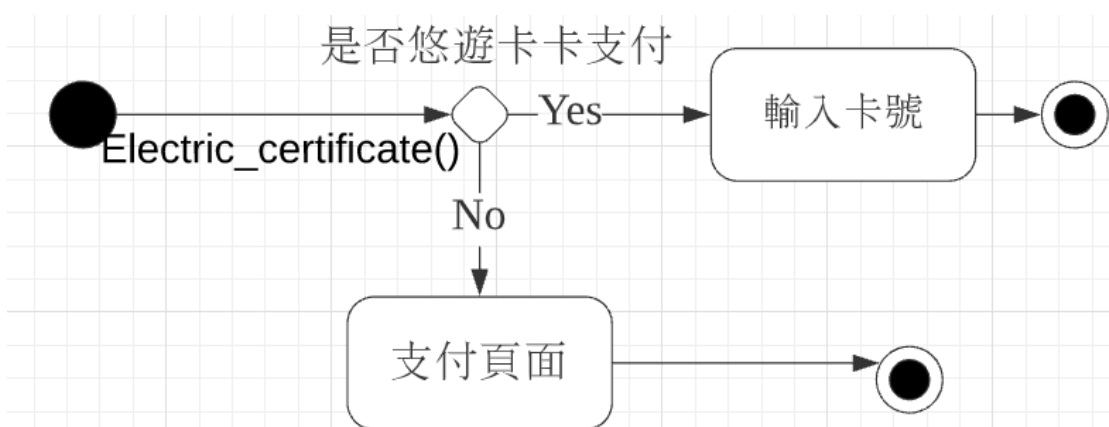 是否悠遊卡卡支付
Yes
輸入卡號
Electric_certificate()
No
支付頁面